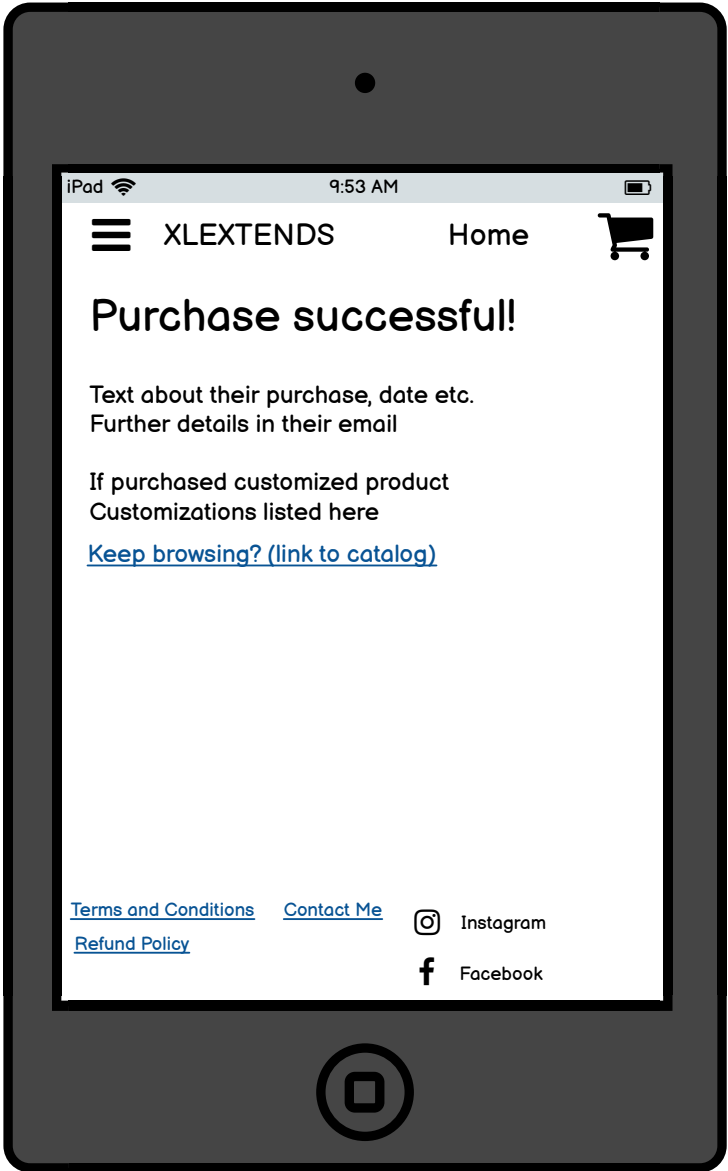 iPad 9:53 AM
XLEXTENDS Home
Purchase successful!
Text about their purchase, date etc.
Further details in their email
If purchased customized product
Customizations listed here
Keep browsing? (link to catalog)
Terms and Conditions Contact Me
Instagram
Refund Policy
Facebook